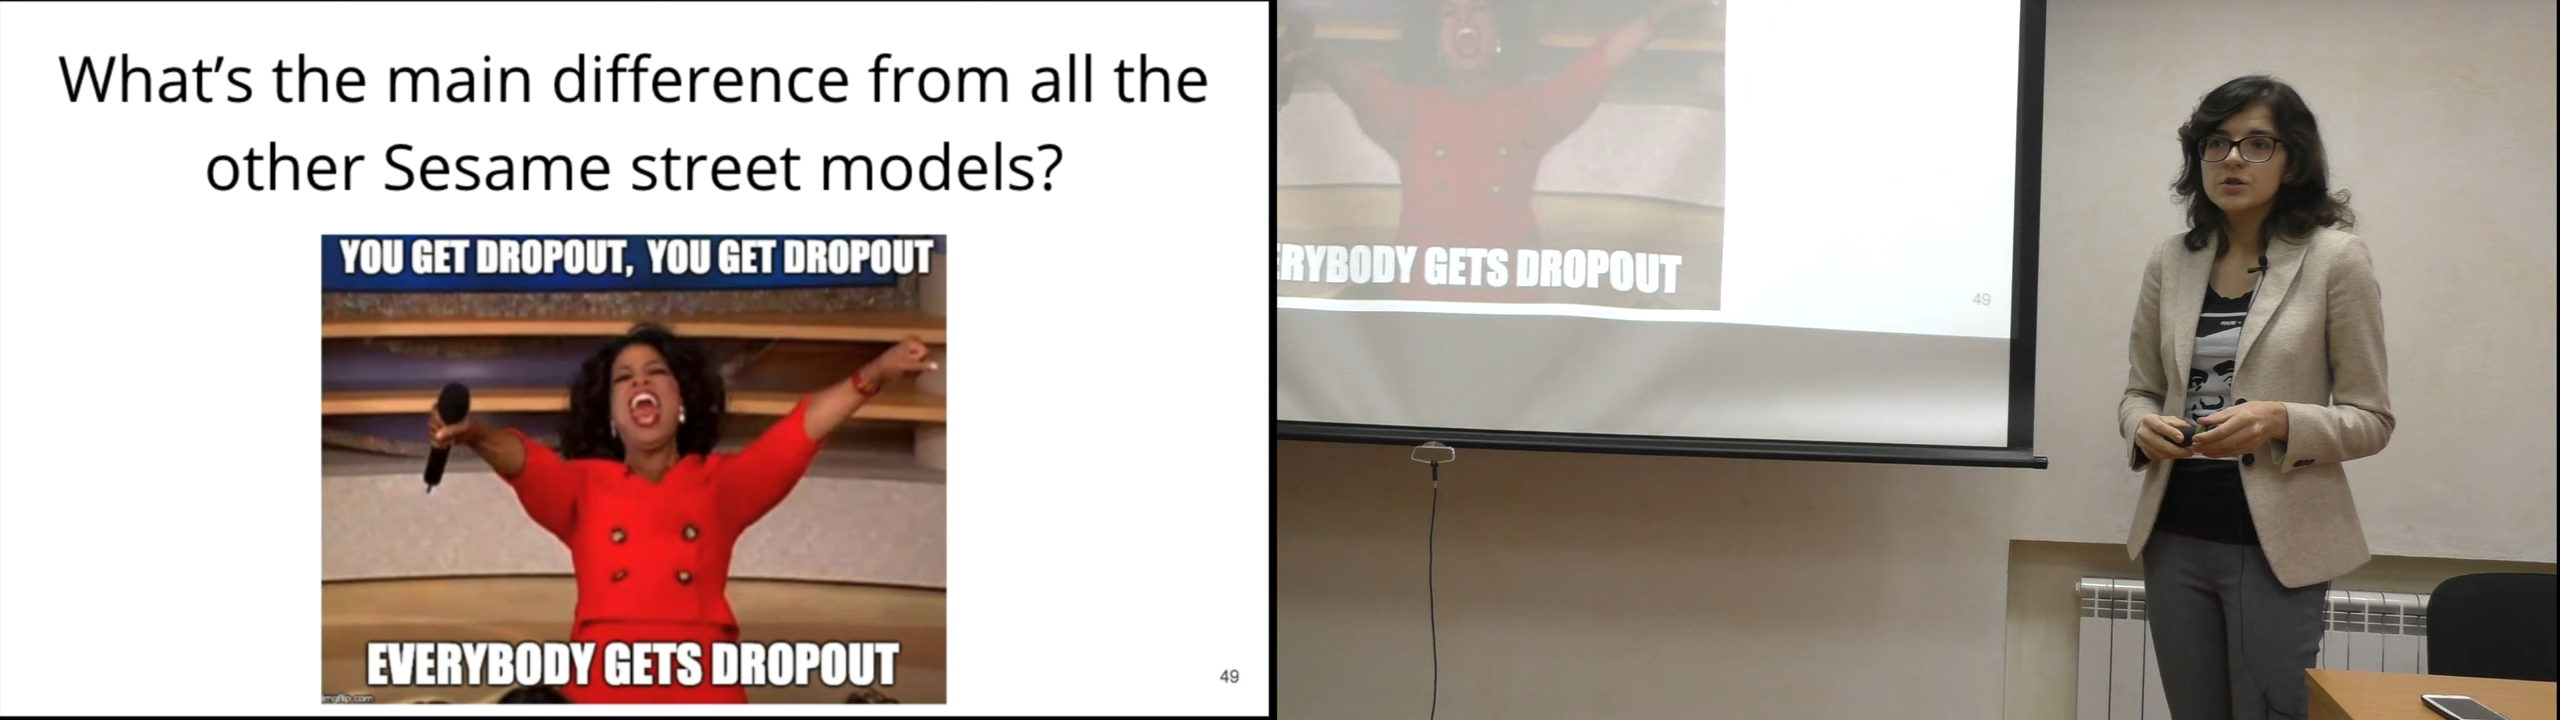 What's the main difference from all the
other Sesame street models?
YOU GET DROPOUT, YOU GET DROPOUT
EVERYBODY GETS DROPOUT
imgflip.com
49
ERYBODY GETS DROPOUT
49